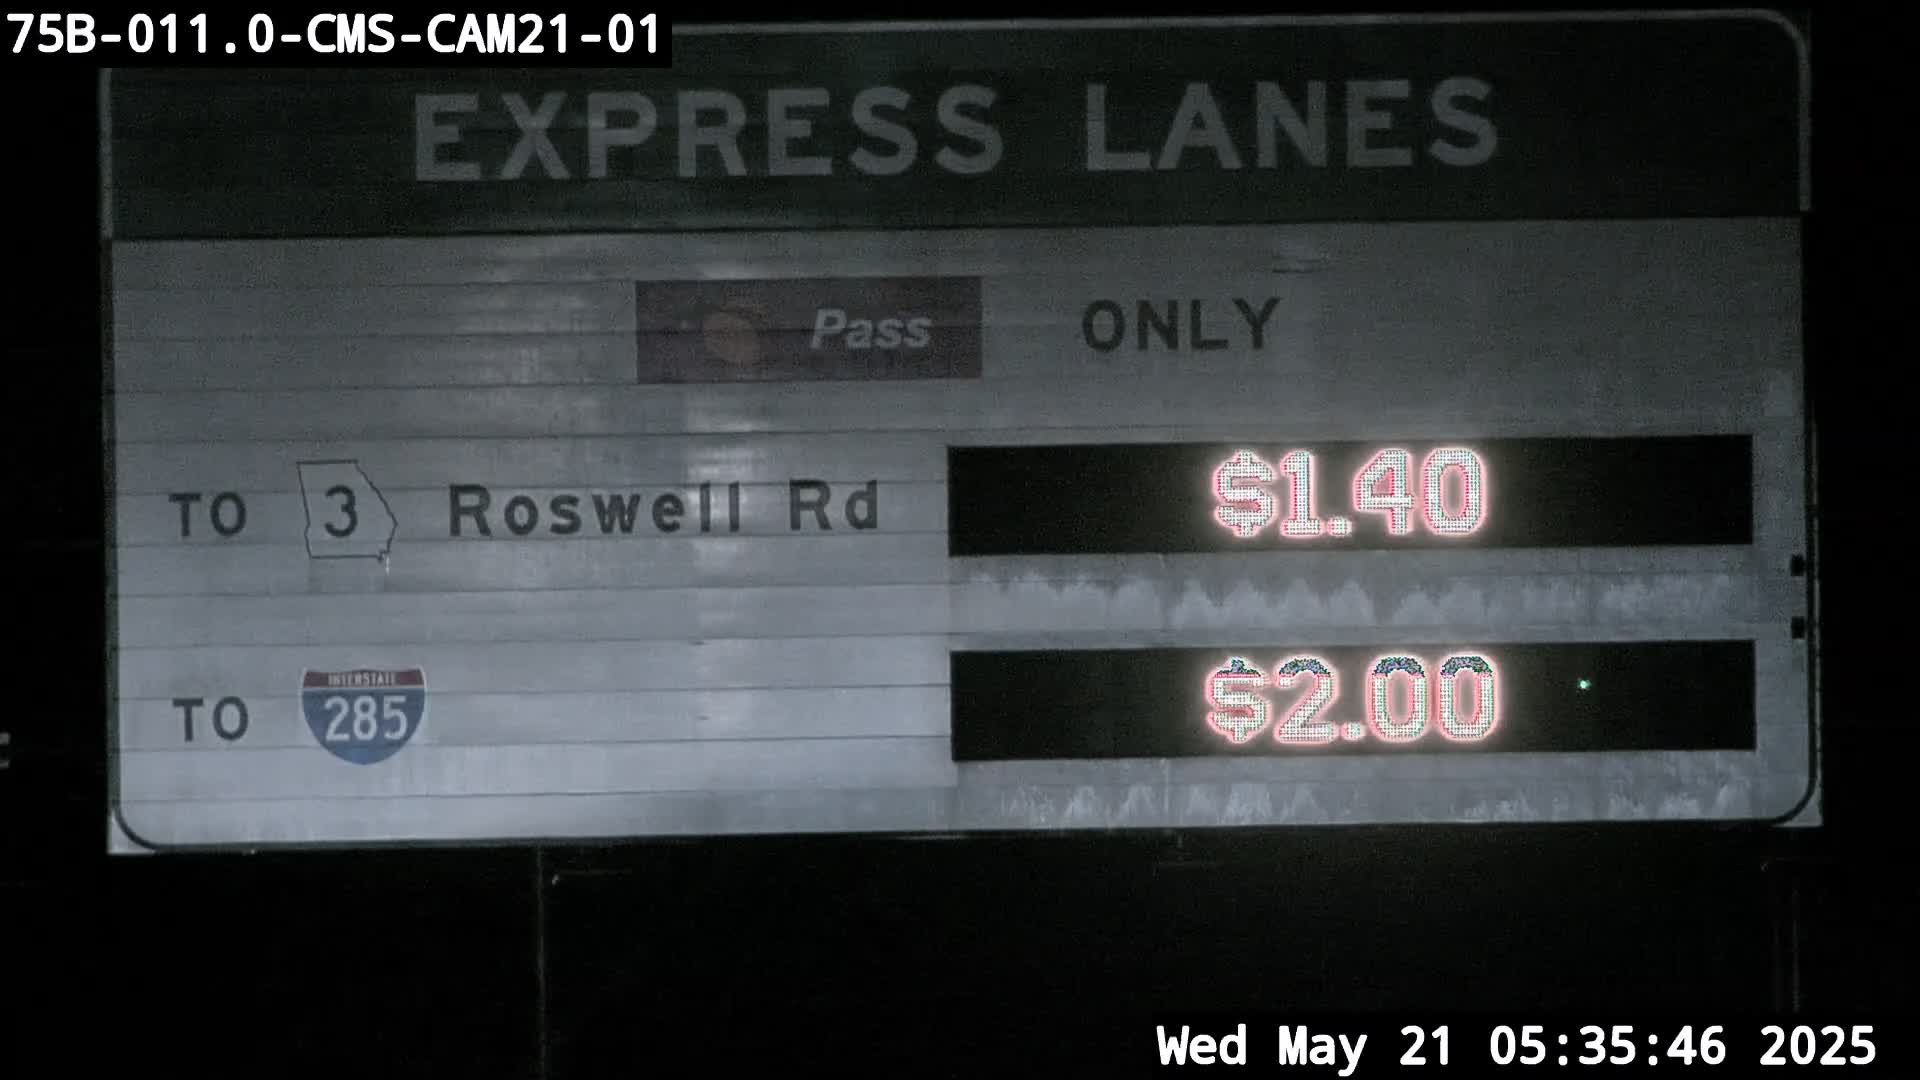 75B-011.0-CMS-CAM21-01
EXPRESS LANES
Pass ONLY
TO 3 Roswell Rd $1.40
INTERSTATE
TO 285 $2.00
Wed May 21 05:35:46 2025